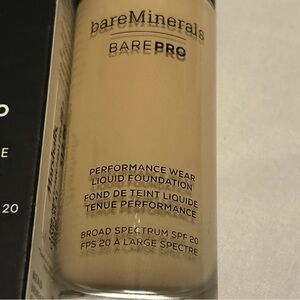 bareMinerals
BAREPRO
PERFORMANCE WEAR
LIQUID FOUNDATION
FOND DE TEINT LIQUIDE
TENUE PERFORMANCE
BROAD SPECTRUM SPF 20
FPS 20 À LARGE SPECTRE
O
E
20